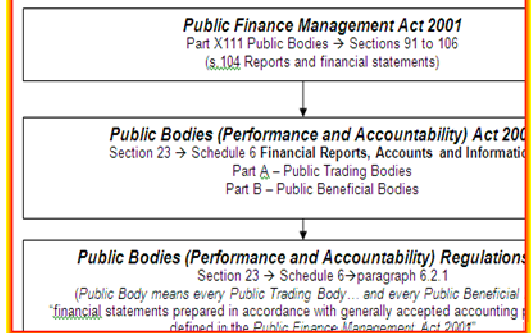 Public Finance Management Act 2001
Part X111 Public Bodies → Sections 91 to 106
(s.104 Reports and financial statements)
Public Bodies (Performance and Accountability) Act 200
Section 23 → Schedule 6 Financial Reports, Accounts and Informatio
Part A – Public Trading Bodies
Part B – Public Beneficial Bodies
Public Bodies (Performance and Accountability) Regulations
Section 23 → Schedule 6→paragraph 6.2.1
(Public Body means every Public Trading Body... and every Public Beneficial
"financial statements prepared in accordance with generally accepted accounting
defined in the Public Finance Management Act 2001"